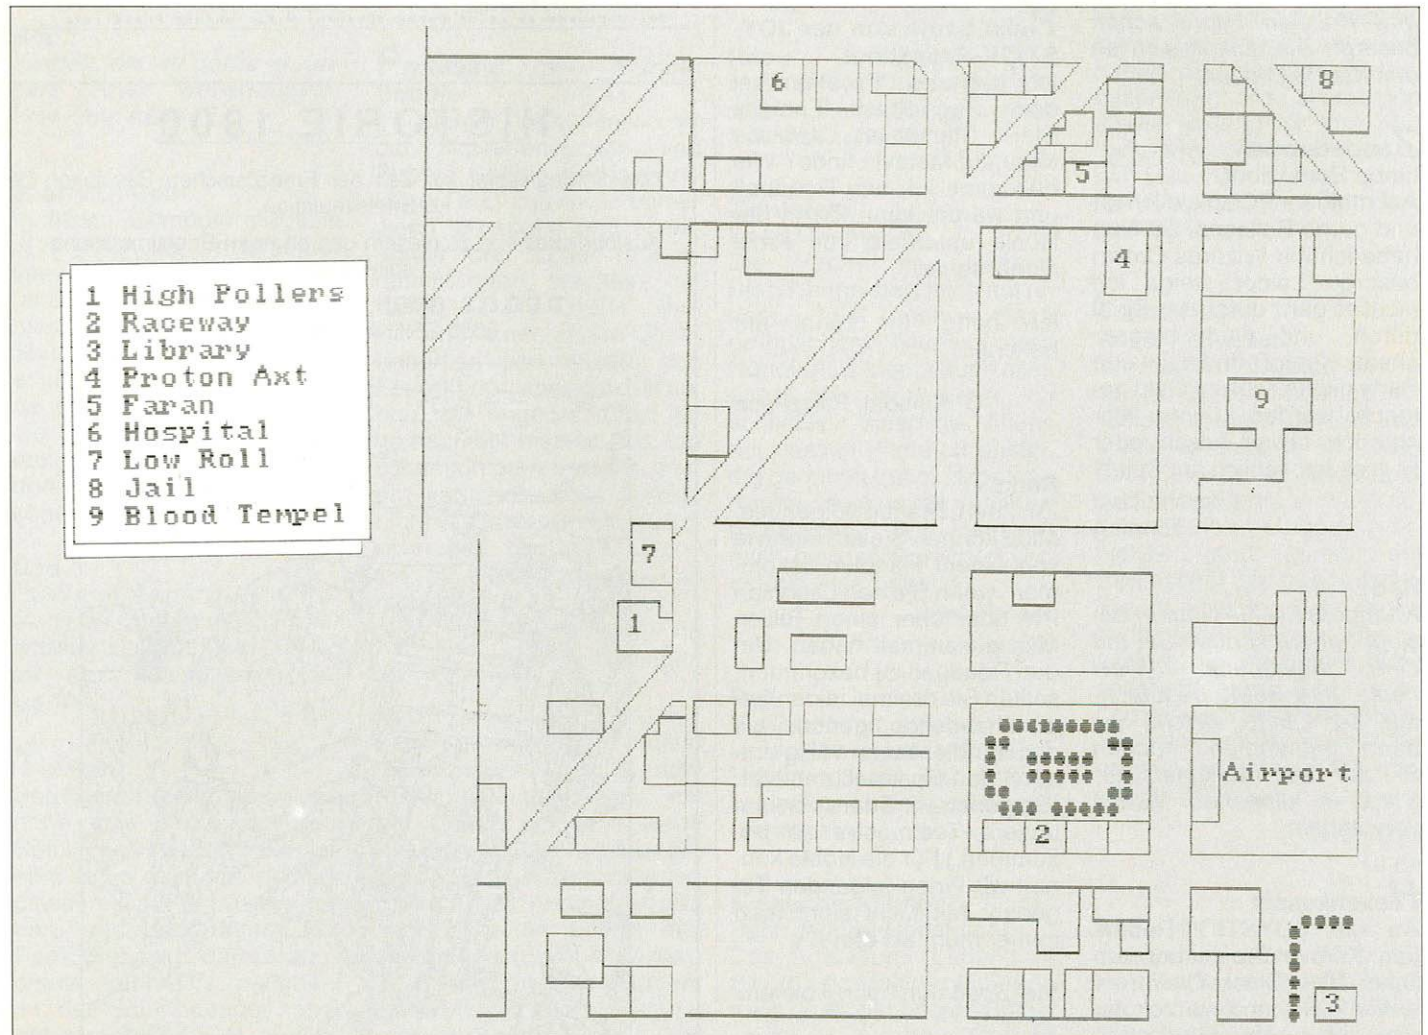 6
8
5
4
1 High Pollers
2 Raceway
3 Library
4 Proton Axt
5 Faran
6 Hospital
7 Low Roll
8 Jail
9 Blood Tempel
9
7
1
Airport
2
3